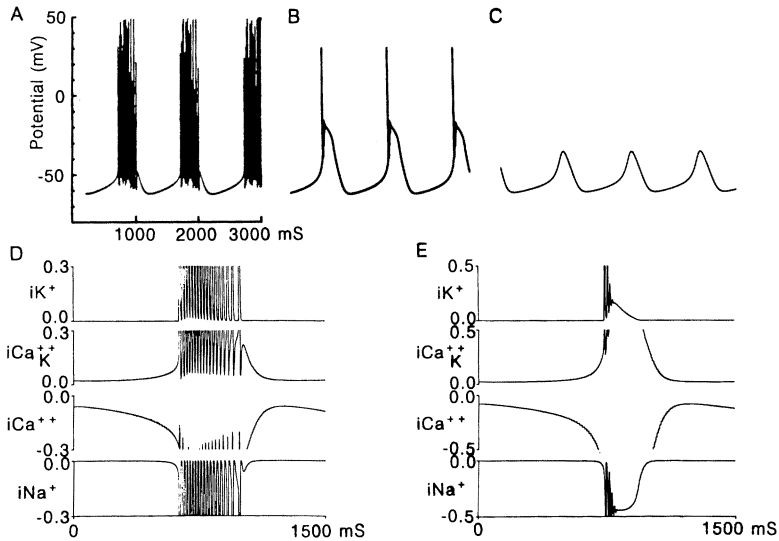 A
B
C
50
0
-50
Potential (mV)
1000 2000 3000 mS
D
0.3
iK+
0.0
0.3
iCa++
K
0.0
0.0
iCa++
-0.3
0.0
iNa+
-0.3
0 1500 mS
E
0.5
iK+
0.0
0.5
iCa++
K
0.0
0.0
iCa++
-0.5
0.0
iNa+
-0.5
0 1500 mS